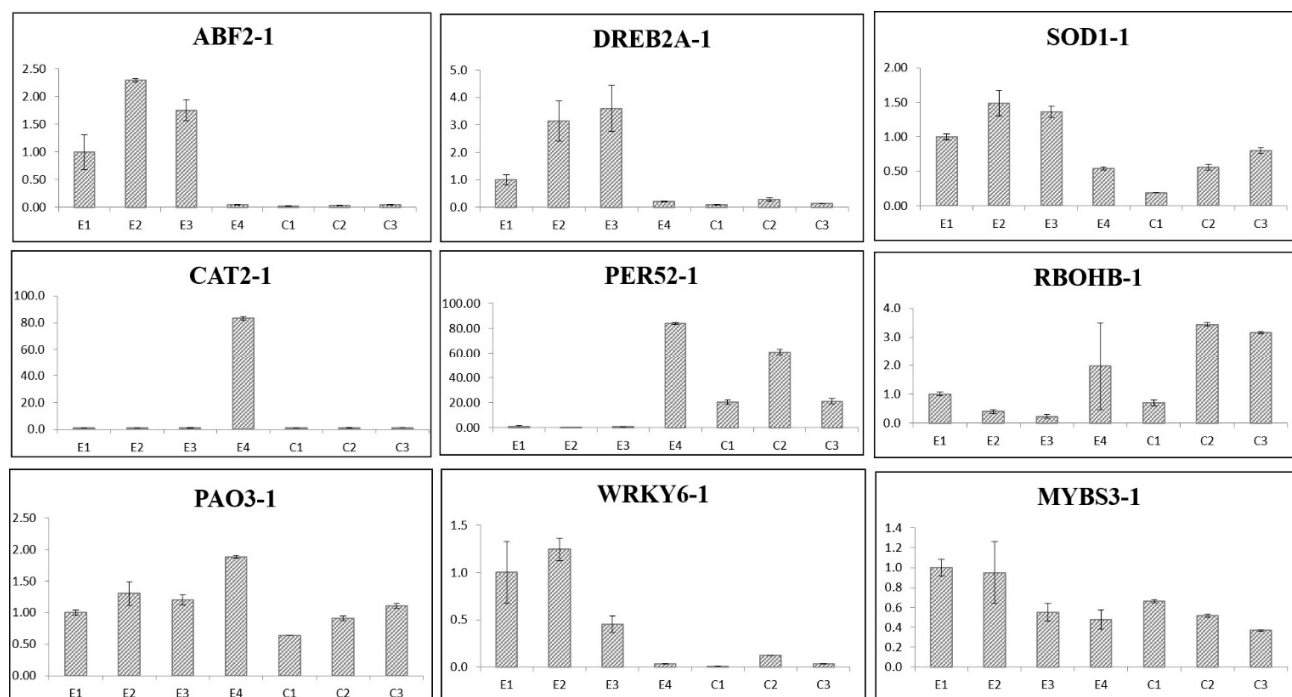 ABF2-1
2.50
2.00
1.50
1.00
0.50
0.00
E1 E2 E3 E4 C1 C2 C3
DREB2A-1
5.0
4.0
3.0
2.0
1.0
0.0
E1 E2 E3 E4 C1 C2 C3
SOD1-1
2.00
1.50
1.00
0.50
0.00
E1 E2 E3 E4 C1 C2 C3
CAT2-1
100.0
80.0
60.0
40.0
20.0
0.0
E1 E2 E3 E4 C1 C2 C3
PER52-1
100.00
80.00
60.00
40.00
20.00
0.00
E1 E2 E3 E4 C1 C2 C3
RBOHB-1
4.0
3.0
2.0
1.0
0.0
E1 E2 E3 E4 C1 C2 C3
PAO3-1
2.50
2.00
1.50
1.00
0.50
0.00
E1 E2 E3 E4 C1 C2 C3
WRKY6-1
1.5
1.0
0.5
0.0
E1 E2 E3 E4 C1 C2 C3
MYBS3-1
1.4
1.2
1.0
0.8
0.6
0.4
0.2
0.0
E1 E2 E3 E4 C1 C2 C3